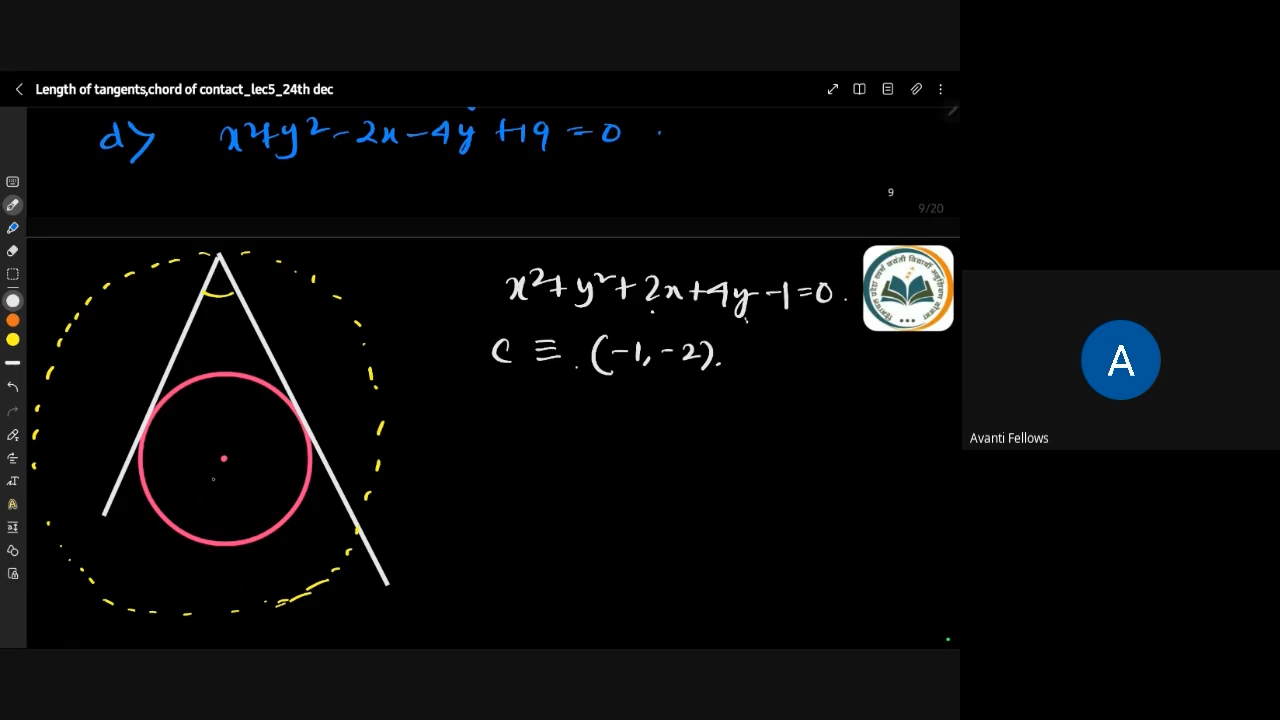 Length of tangents,chord of contact_lec5_24th dec
d> x²+y²-2x-4y+19=0.
9
9/20
x²+y²+2x+4y-1=0.
C ≡ (-1,-2).
A
Avanti Fellows